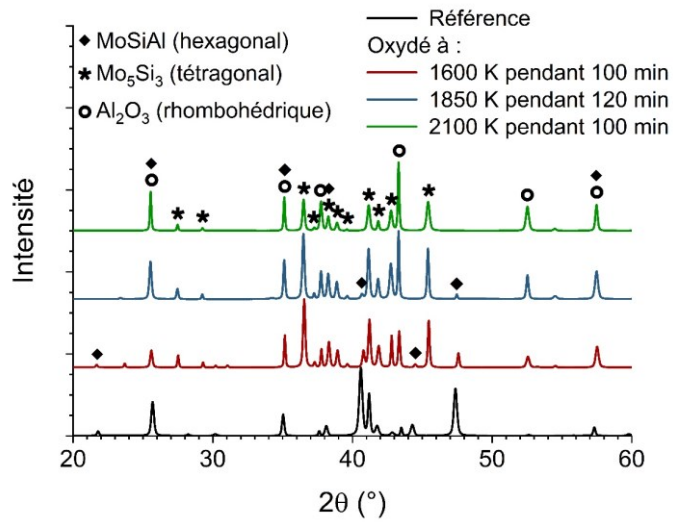 Référence
◆ MoSiAl (hexagonal)
Oxydé à :
* Mo₅Si₃ (tétragonal)
1600 K pendant 100 min
o Al₂O₃ (rhombohédrique)
1850 K pendant 120 min
2100 K pendant 100 min
Intensité
20 30 40 50 60
2θ (°)